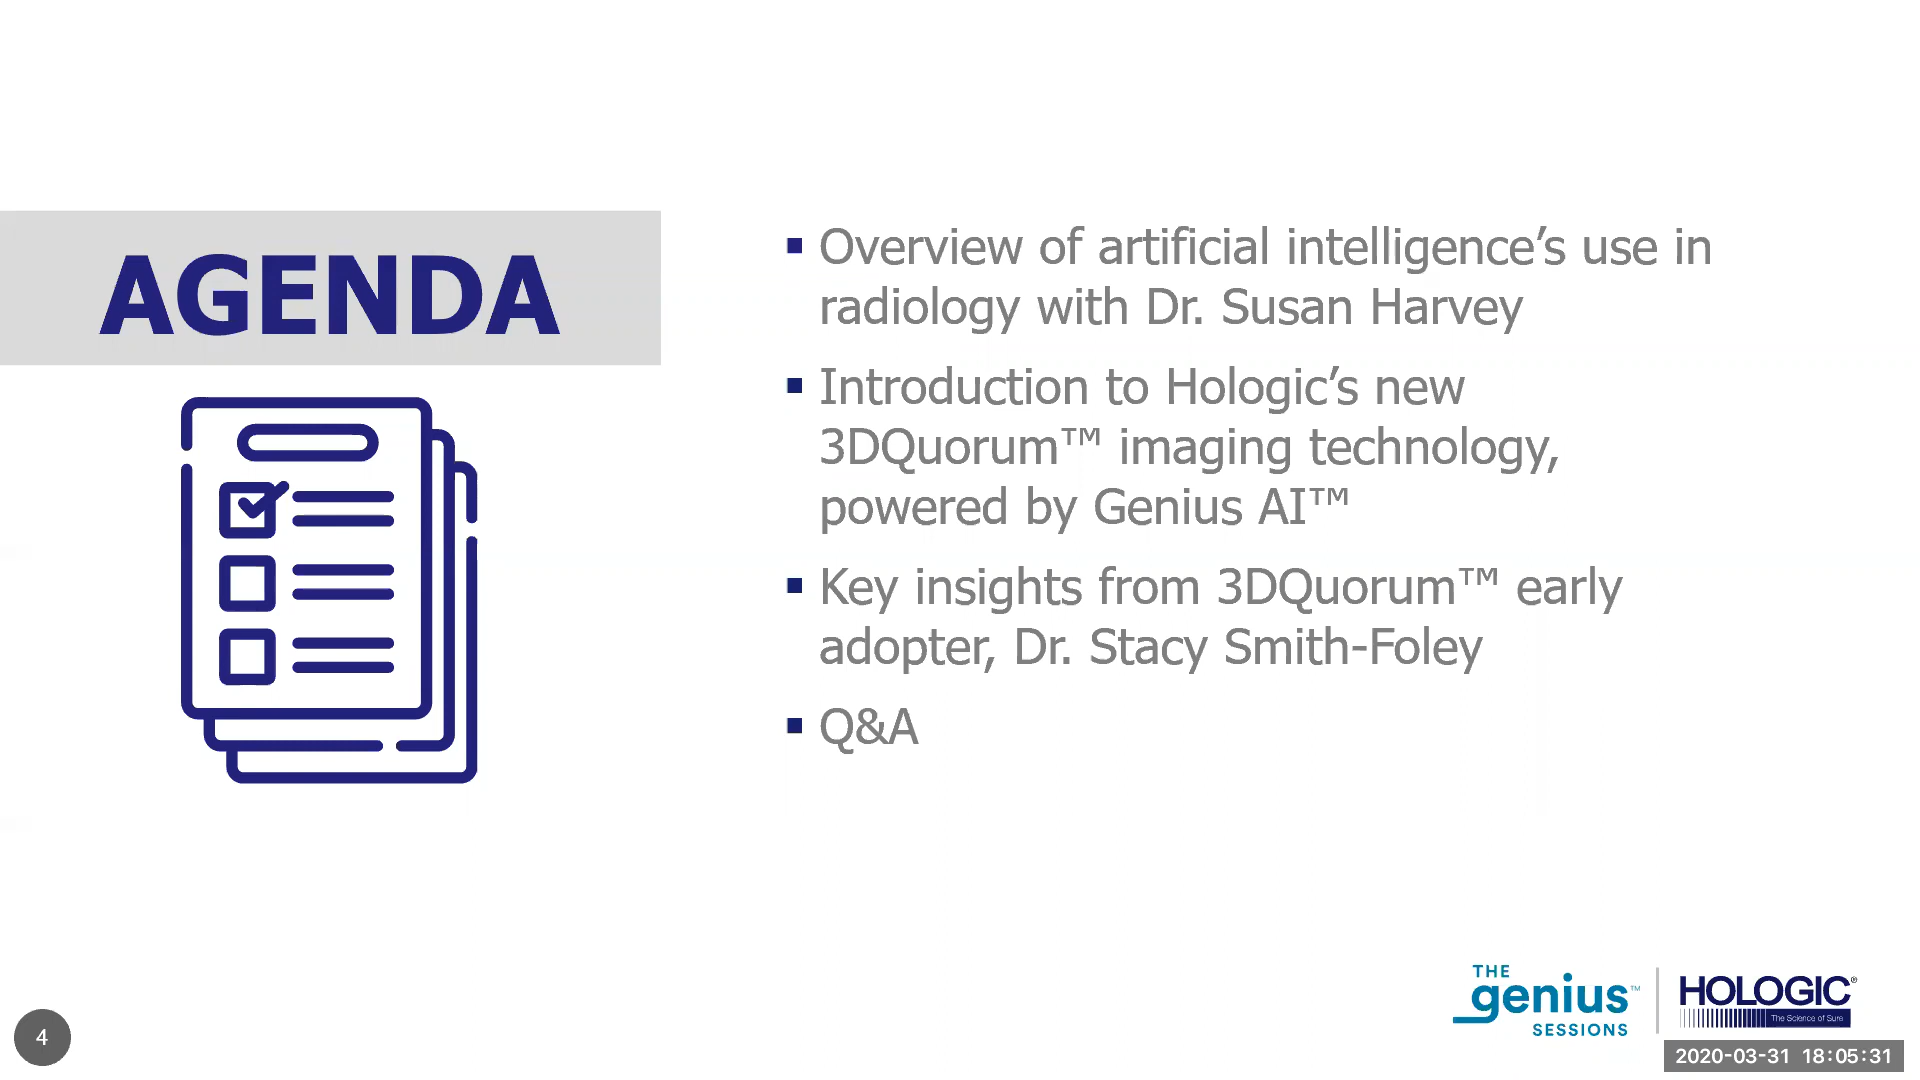 AGENDA
▪ Overview of artificial intelligence’s use in
radiology with Dr. Susan Harvey
▪ Introduction to Hologic’s new
3DQuorum™ imaging technology,
powered by Genius AI™
▪ Key insights from 3DQuorum™ early
adopter, Dr. Stacy Smith-Foley
▪ Q&A
THE
genius™
SESSIONS
HOLOGIC®
The Science of Sure
4
2020-03-31 18:05:31